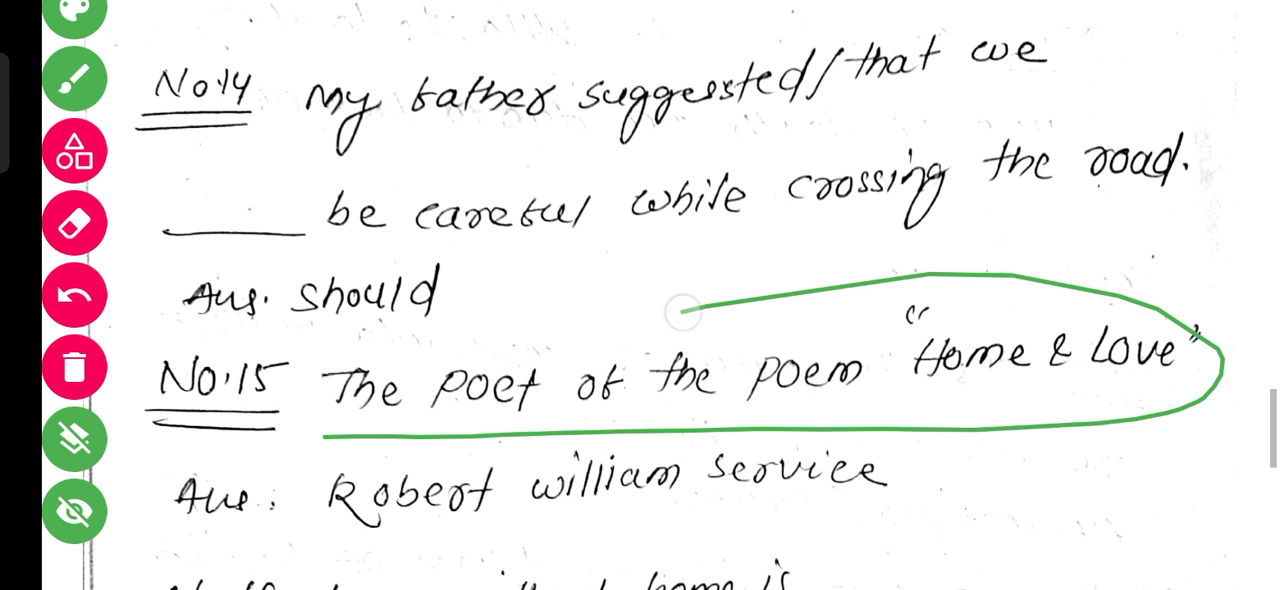 No.14 My father suggested/that we
______ be careful while crossing the road.
Ans. should
No.15 The poet of the poem "Home & Love"
Ans. Robert william service